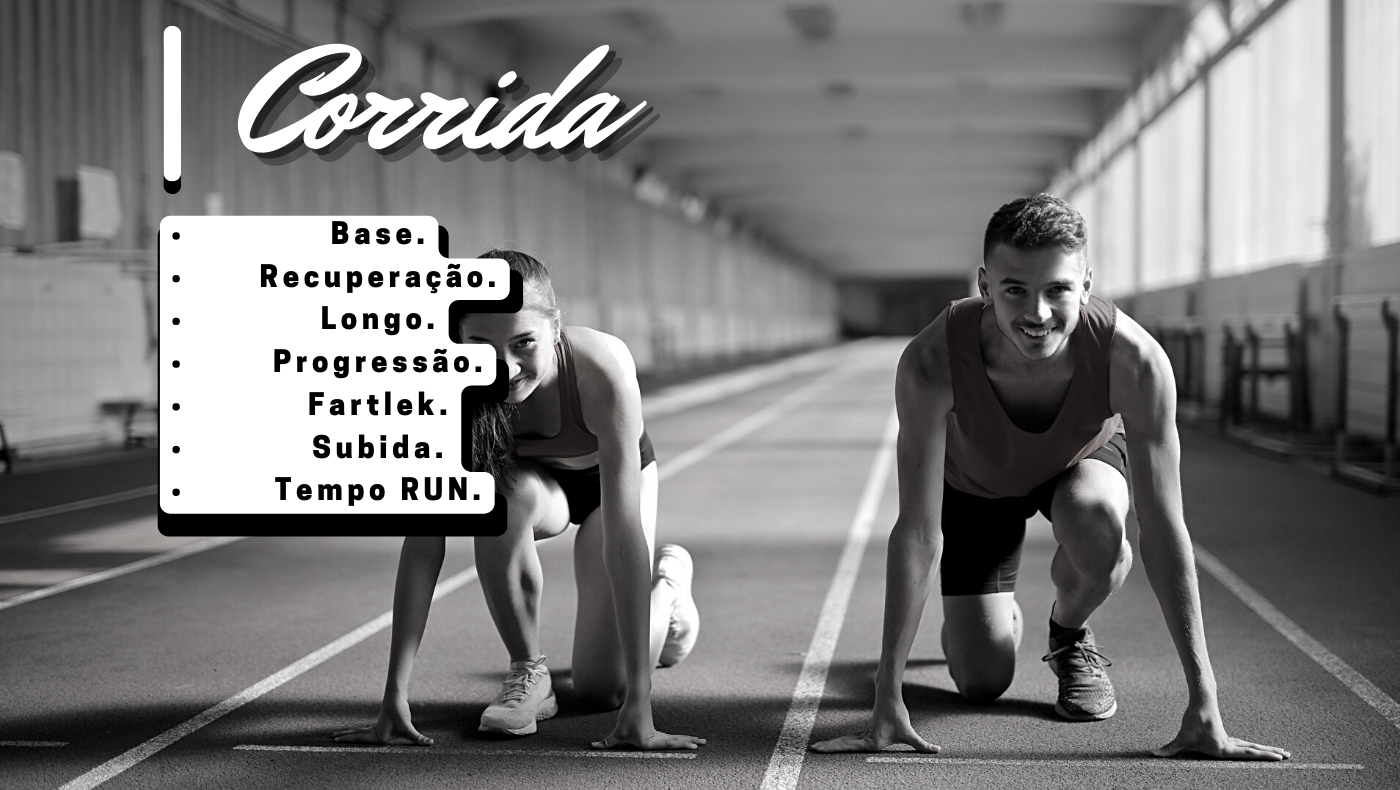 Corrida
• Base.
• Recuperação.
• Longo.
• Progressão.
• Fartlek.
• Subida.
• Tempo RUN.